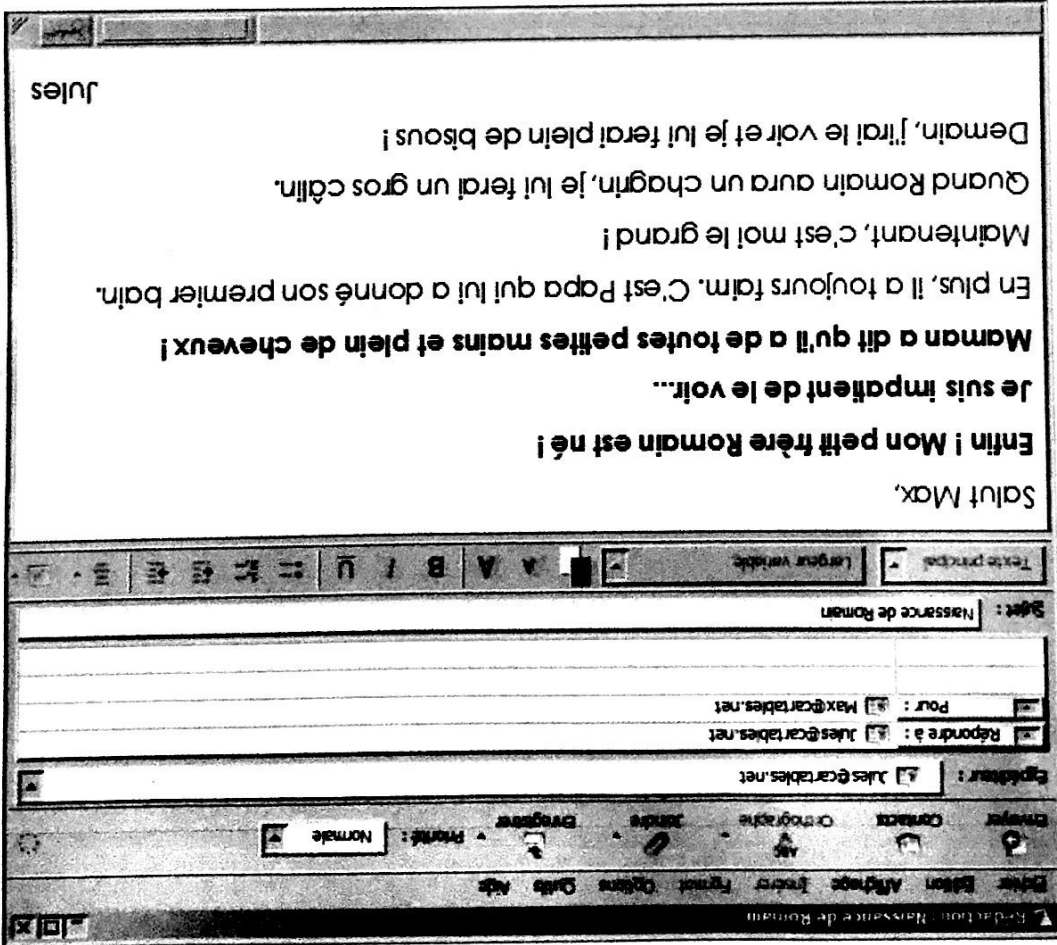 Rédaction : Naissance de Romain
Fichier Edition Affichage Insérer Format Options Outils Aide
Envoyer Contacts Orthographe Joindre Enregistrer Priorité : Normale
Expéditeur : Jules@cartables.net
Répondre à : Jules@cartables.net
Pour : Max@cartables.net
Sujet : Naissance de Romain
Texte principal Largeur variable A A B I U
Salut Max,
Enfin ! Mon petit frère Romain est né !
Je suis impatient de le voir...
Maman a dit qu'il a de toutes petites mains et plein de cheveux !
En plus, il a toujours faim. C'est Papa qui lui a donné son premier bain.
Maintenant, c'est moi le grand !
Quand Romain aura un chagrin, je lui ferai un gros câlin.
Demain, j'irai le voir et je lui ferai plein de bisous !
Jules